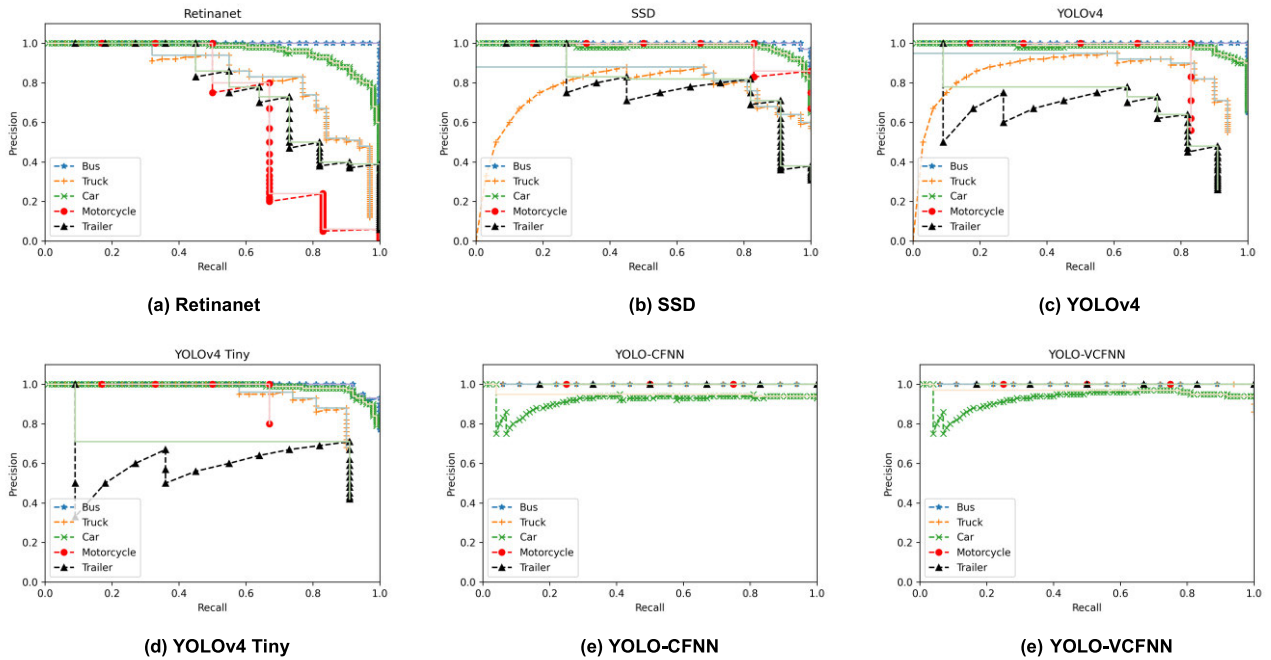 Retinanet
Precision
1.0
0.8
0.6
0.4
0.2
0.0
Bus
Truck
Car
Motorcycle
Trailer
0.0 0.2 0.4 0.6 0.8 1.0
Recall
(a) Retinanet
SSD
Precision
1.0
0.8
0.6
0.4
0.2
0.0
Bus
Truck
Car
Motorcycle
Trailer
0.0 0.2 0.4 0.6 0.8 1.0
Recall
(b) SSD
YOLOv4
Precision
1.0
0.8
0.6
0.4
0.2
0.0
Bus
Truck
Car
Motorcycle
Trailer
0.0 0.2 0.4 0.6 0.8 1.0
Recall
(c) YOLOv4
YOLOv4 Tiny
Precision
1.0
0.8
0.6
0.4
0.2
0.0
Bus
Truck
Car
Motorcycle
Trailer
0.0 0.2 0.4 0.6 0.8 1.0
Recall
(d) YOLOv4 Tiny
YOLO-CFNN
Precision
1.0
0.8
0.6
0.4
0.2
0.0
Bus
Truck
Car
Motorcycle
Trailer
0.0 0.2 0.4 0.6 0.8 1.0
Recall
(e) YOLO-CFNN
YOLO-VCFNN
Precision
1.0
0.8
0.6
0.4
0.2
0.0
Bus
Truck
Car
Motorcycle
Trailer
0.0 0.2 0.4 0.6 0.8 1.0
Recall
(e) YOLO-VCFNN